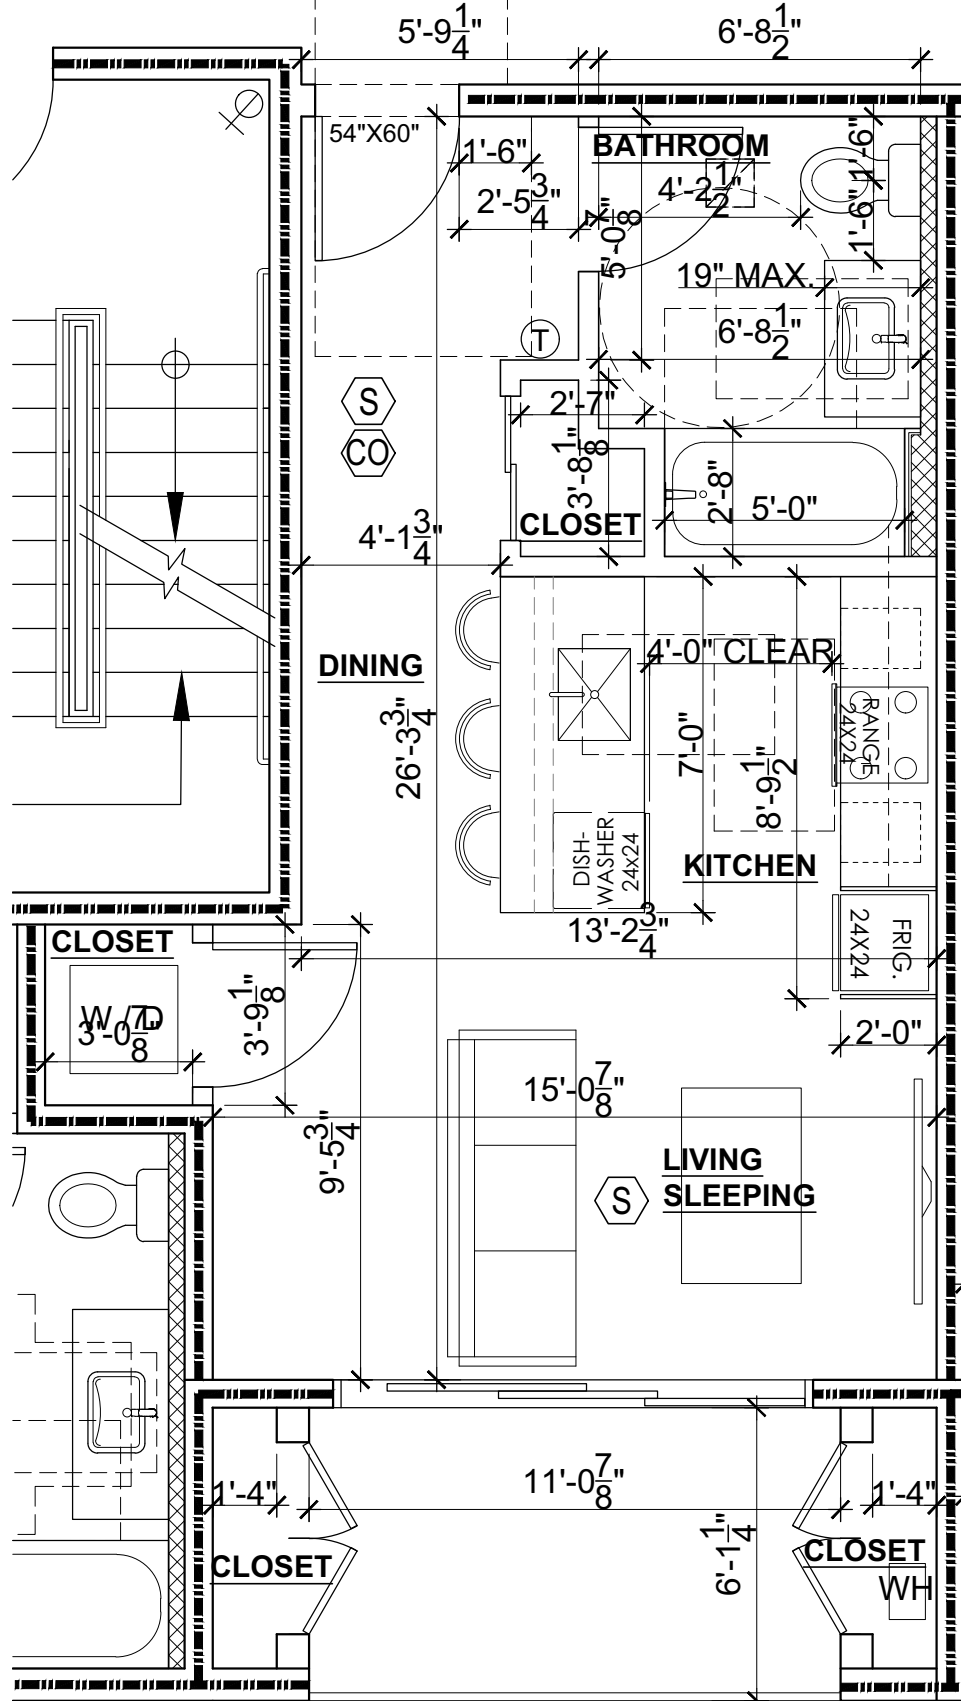 5'-9 1/4"
6'-8 1/2"
54"X60"
1'-6"
2'-5 3/4"
BATHROOM
4'-2 1/2"
1'-6"
1'-6"
5'-0 7/8"
19" MAX.
6'-8 1/2"
T
S
CO
2'-7"
3'-8 1/8"
CLOSET
2'-8"
5'-0"
4'-1 3/4"
DINING
26'-3 3/4"
4'-0" CLEAR
7'-0"
8'-9 1/2"
RANGE
24X24
DISH-
WASHER
24x24
KITCHEN
13'-2 3/4"
FRIG.
24X24
CLOSET
W / D
3'-0 7/8"
3'-9 1/8"
2'-0"
15'-0 7/8"
9'-5 3/4"
LIVING
SLEEPING
S
1'-4"
11'-0 7/8"
1'-4"
6'-1 1/4"
CLOSET
CLOSET
WH